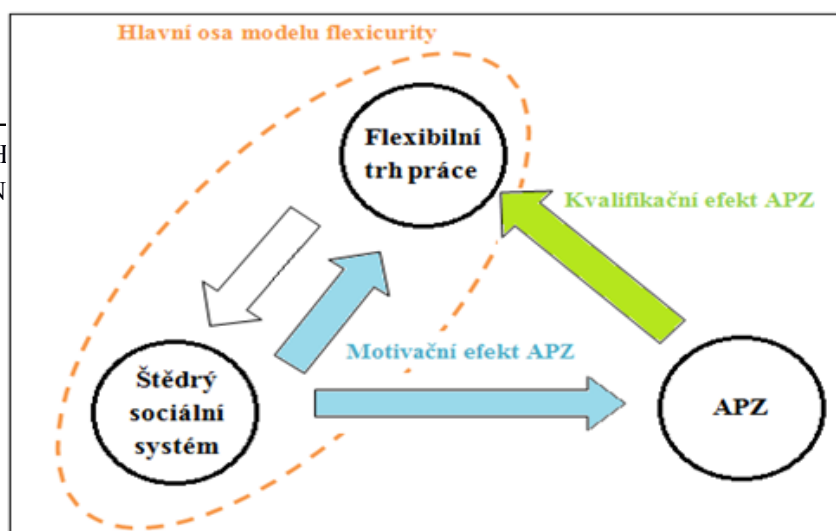 Hlavní osa modelu flexicurity
Flexibilní
trh práce
H
N
Kvalifikační efekt APZ
Motivační efekt APZ
Štědrý
sociální
systém
APZ